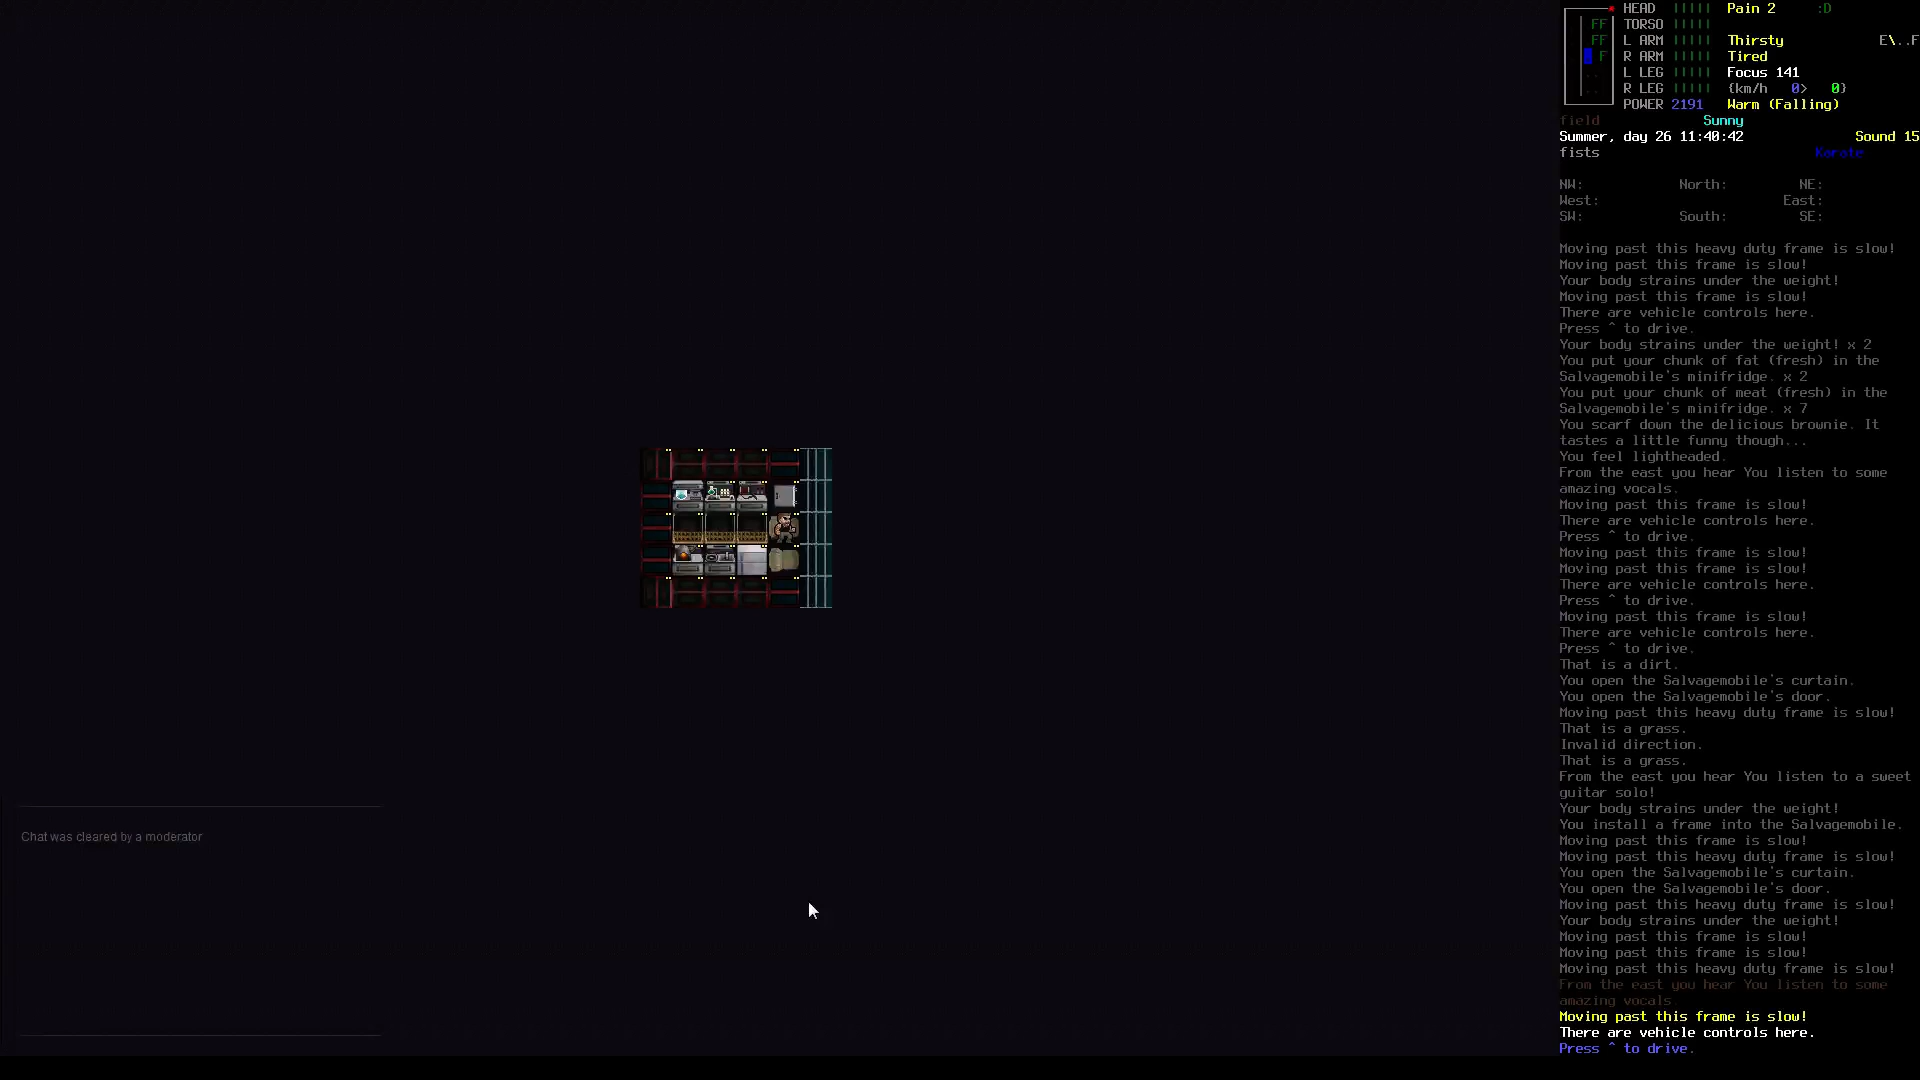 HEAD ||||| Pain 2 :D
FF TORSO |||||
FF L ARM ||||| Thirsty E\..F
F R ARM ||||| Tired
.. L LEG ||||| Focus 141
.. R LEG ||||| {km/h 0> 0}
POWER 2191 Warm (Falling)
field Sunny
Summer, day 26 11:40:42 Sound 15
fists Karate
NW: North: NE:
West: East:
SW: South: SE:
Moving past this heavy duty frame is slow!
Moving past this frame is slow!
Your body strains under the weight!
Moving past this frame is slow!
There are vehicle controls here.
Press ^ to drive.
Your body strains under the weight! x 2
You put your chunk of fat (fresh) in the
Salvagemobile's minifridge. x 2
You put your chunk of meat (fresh) in the
Salvagemobile's minifridge. x 7
You scarf down the delicious brownie. It
tastes a little funny though...
You feel lightheaded.
From the east you hear You listen to some
amazing vocals.
Moving past this frame is slow!
There are vehicle controls here.
Press ^ to drive.
Moving past this frame is slow!
Moving past this frame is slow!
There are vehicle controls here.
Press ^ to drive.
Moving past this frame is slow!
There are vehicle controls here.
Press ^ to drive.
That is a dirt.
You open the Salvagemobile's curtain.
You open the Salvagemobile's door.
Moving past this heavy duty frame is slow!
That is a grass.
Invalid direction.
That is a grass.
From the east you hear You listen to a sweet
guitar solo!
Your body strains under the weight!
You install a frame into the Salvagemobile.
Moving past this frame is slow!
Moving past this heavy duty frame is slow!
You open the Salvagemobile's curtain.
You open the Salvagemobile's door.
Moving past this heavy duty frame is slow!
Your body strains under the weight!
Moving past this frame is slow!
Moving past this frame is slow!
Moving past this heavy duty frame is slow!
From the east you hear You listen to some
amazing vocals.
Moving past this frame is slow!
There are vehicle controls here.
Press ^ to drive.
Chat was cleared by a moderator